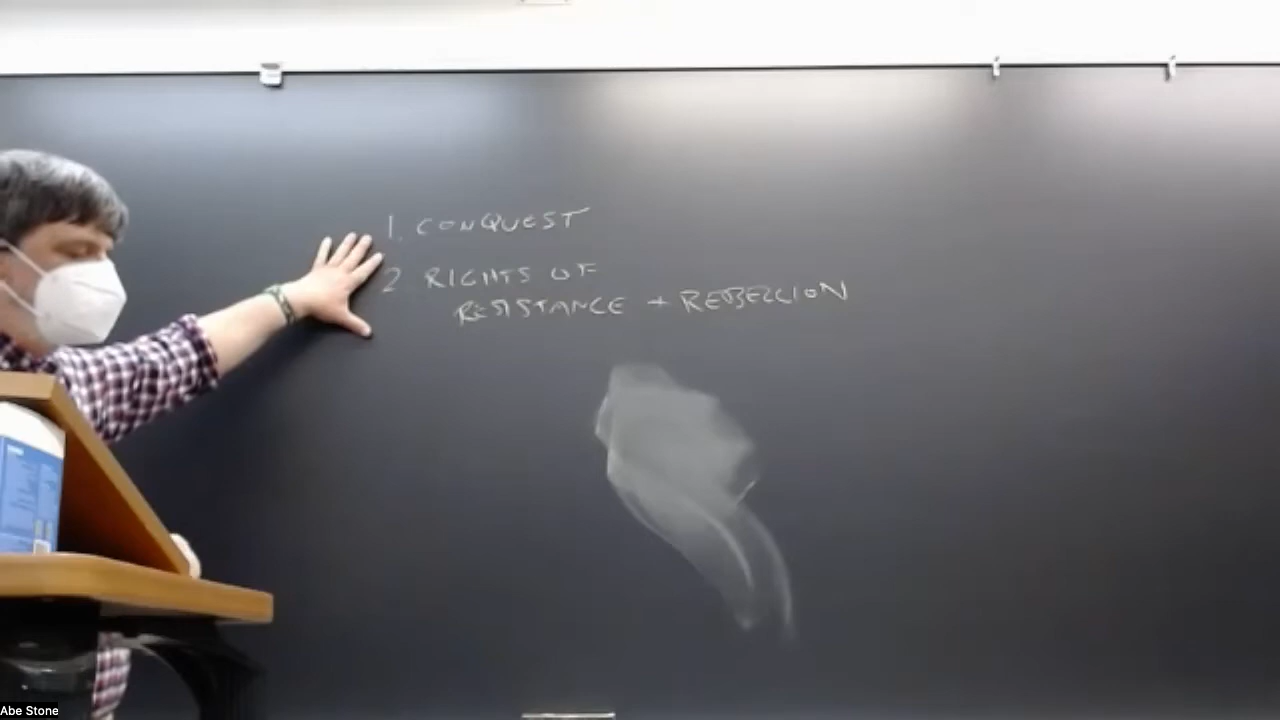 1. CONQUEST
2 RIGHTS OF
RESISTANCE + REBELLION
Abe Stone